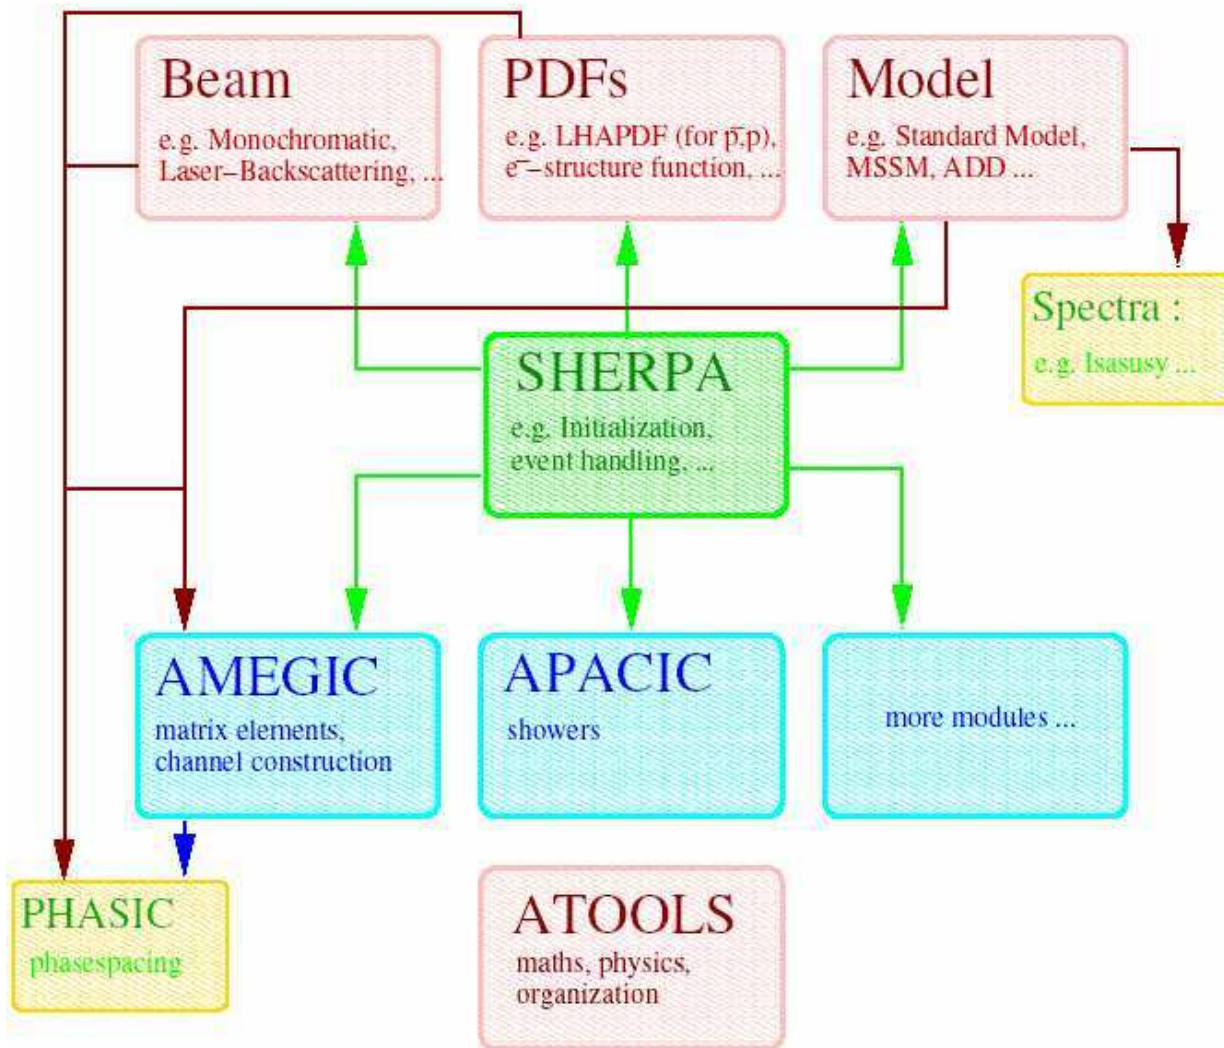 Beam
e.g. Monochromatic,
Laser–Backscattering, ...
PDFs
e.g. LHAPDF (for p̅,p),
e⁻–structure function, ...
Model
e.g. Standard Model,
MSSM, ADD ...
Spectra :
e.g. Isasusy ...
SHERPA
e.g. Initialization,
event handling, ...
AMEGIC
matrix elements,
channel construction
APACIC
showers
more modules ...
PHASIC
phasespacing
ATOOLS
maths, physics,
organization